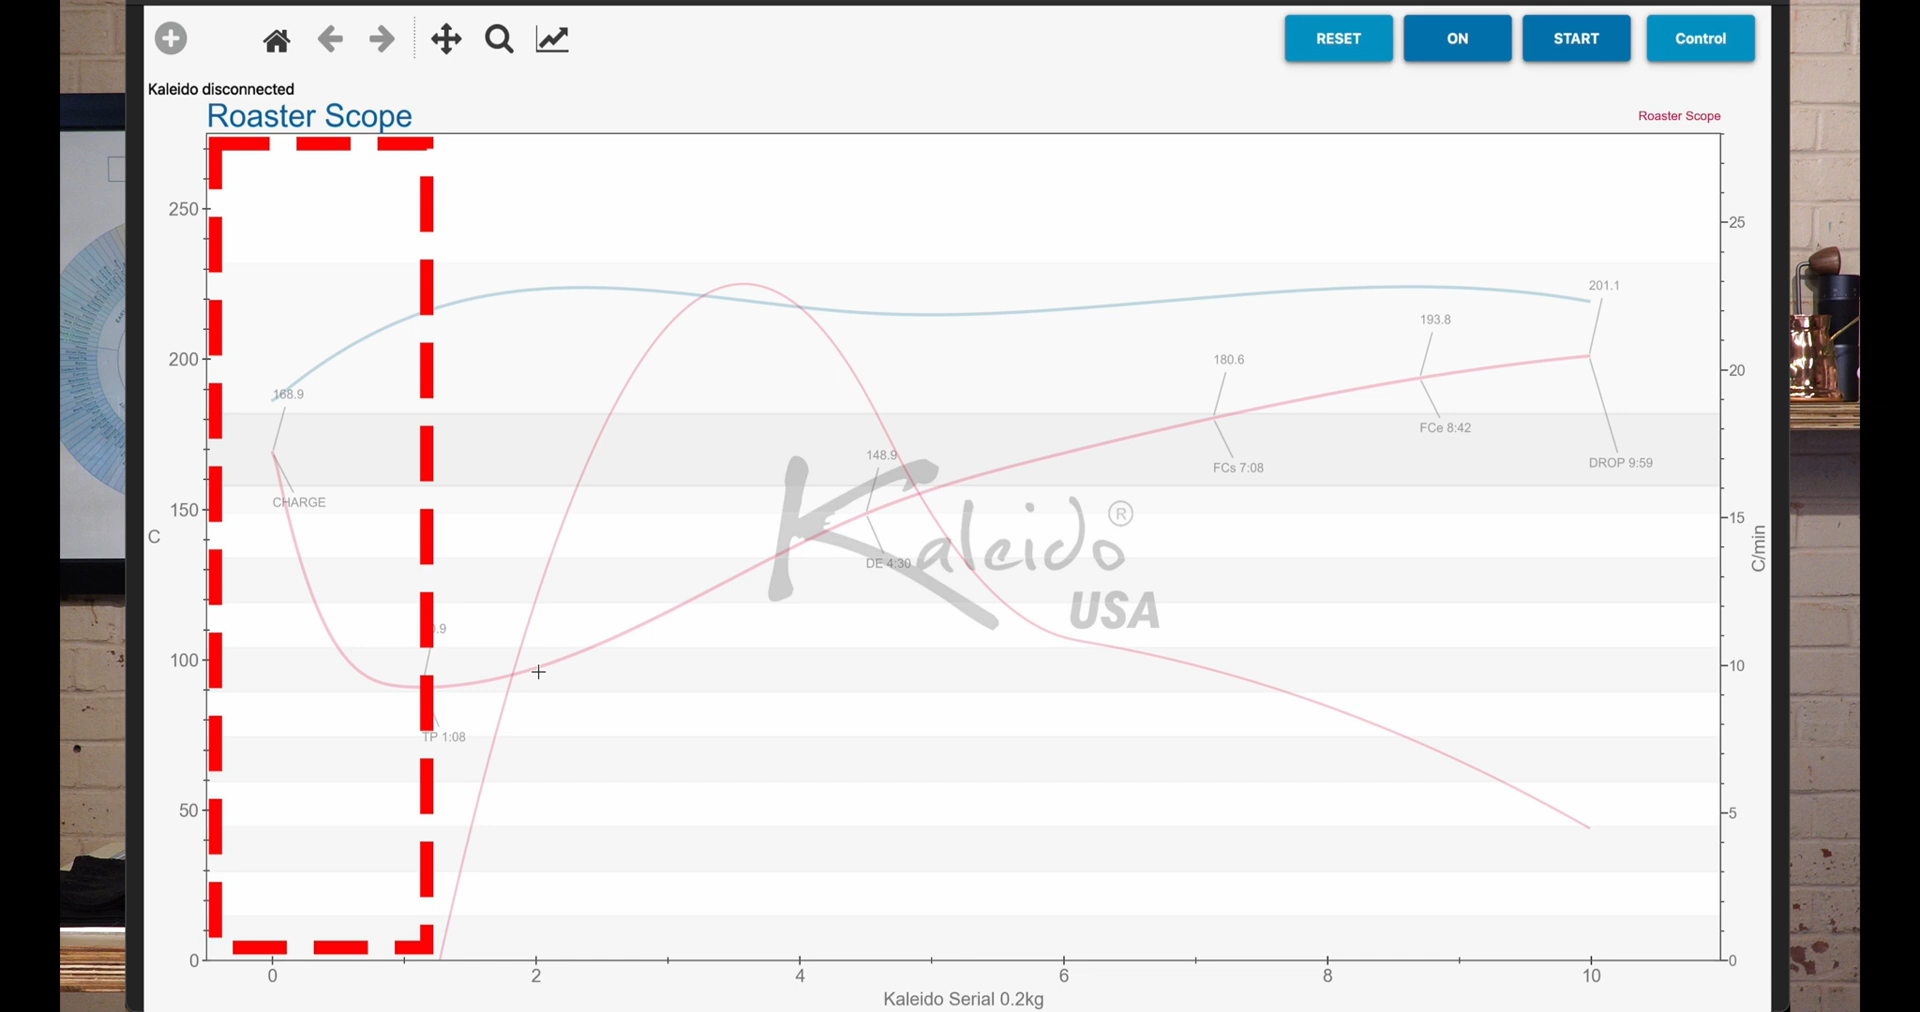 RESET
ON
START
Control
Kaleido disconnected
Roaster Scope
Roaster Scope
250
200
150
100
50
0
C
25
20
15
10
5
0
C/min
168.9
CHARGE
0.9
TP 1:08
148.9
DE 4:30
180.6
FCs 7:08
193.8
FCe 8:42
201.1
DROP 9:59
Kaleido ®
USA
0
2
4
6
8
10
Kaleido Serial 0.2kg